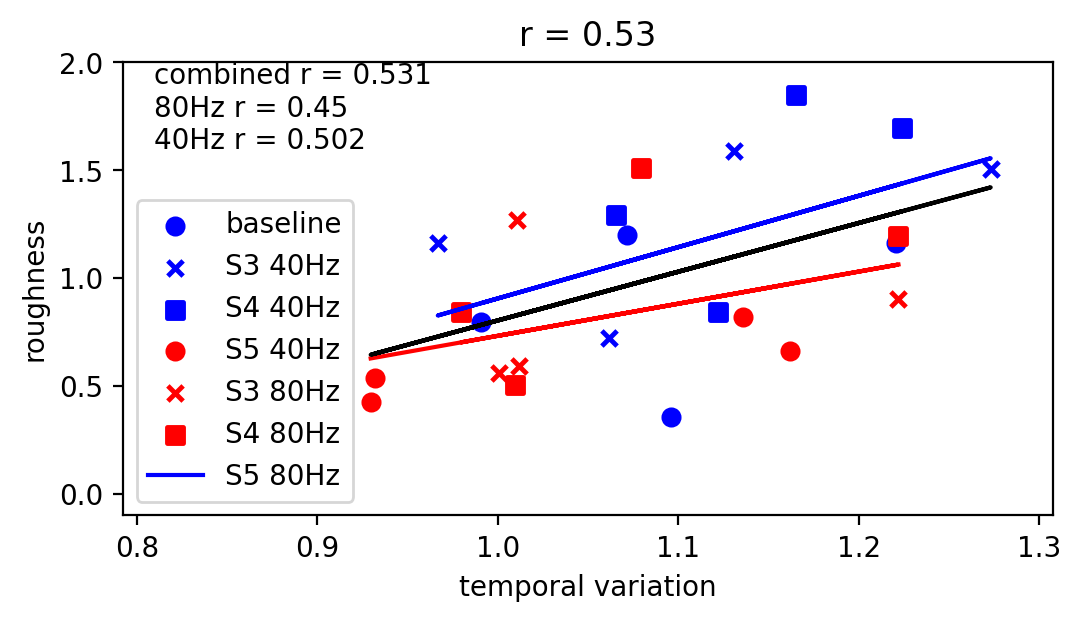 r = 0.53
combined r = 0.531
80Hz r = 0.45
40Hz r = 0.502
baseline
S3 40Hz
S4 40Hz
S5 40Hz
S3 80Hz
S4 80Hz
S5 80Hz
roughness
2.0
1.5
1.0
0.5
0.0
0.8 0.9 1.0 1.1 1.2 1.3
temporal variation